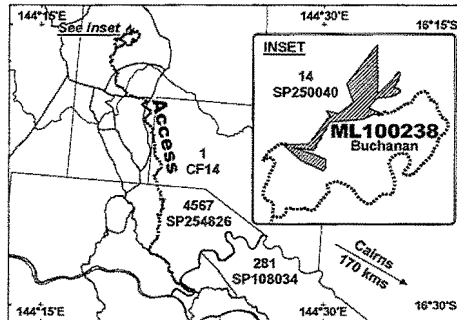 144°15'E 144°30'E 16°15'S
See Inset
INSET
14
SP250040
ML100238
Buchanan
Access
1
CF14
4567
SP254826
281
SP108034
Cairns
170 kms
144°15'E 144°30'E 16°30'S